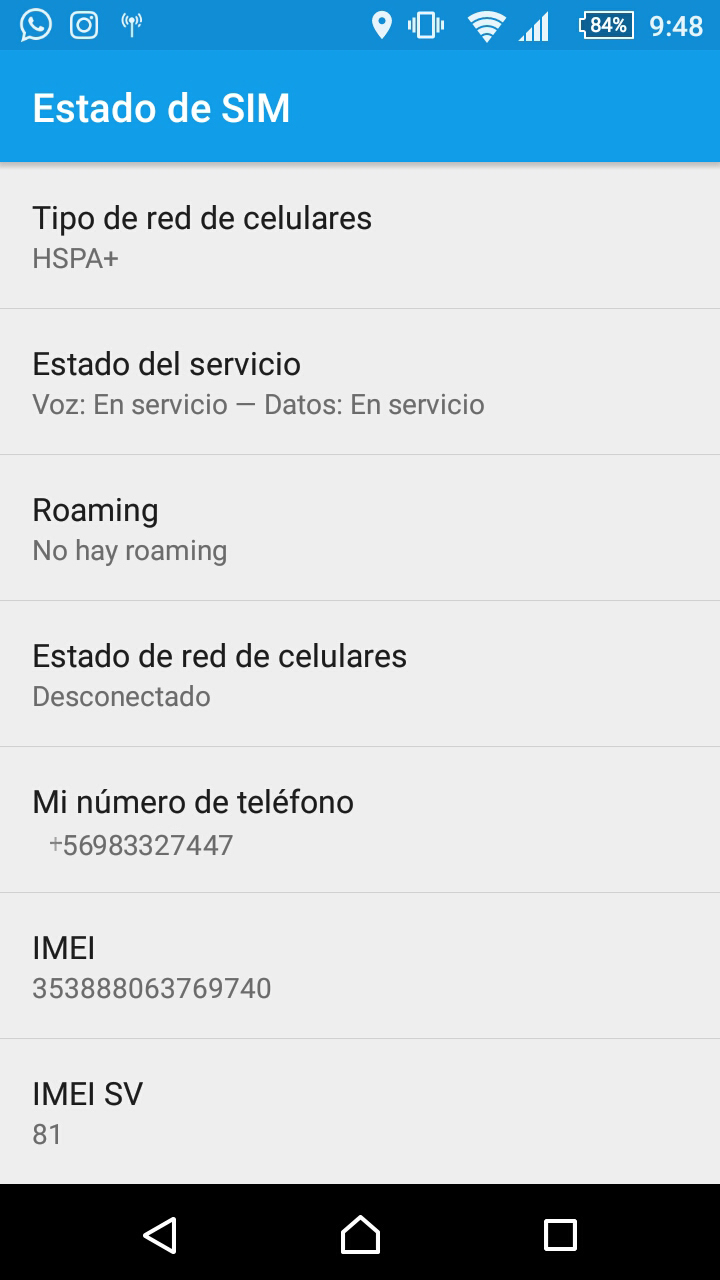 84% 9:48
Estado de SIM
Tipo de red de celulares
HSPA+
Estado del servicio
Voz: En servicio — Datos: En servicio
Roaming
No hay roaming
Estado de red de celulares
Desconectado
Mi número de teléfono
+56983327447
IMEI
353888063769740
IMEI SV
81